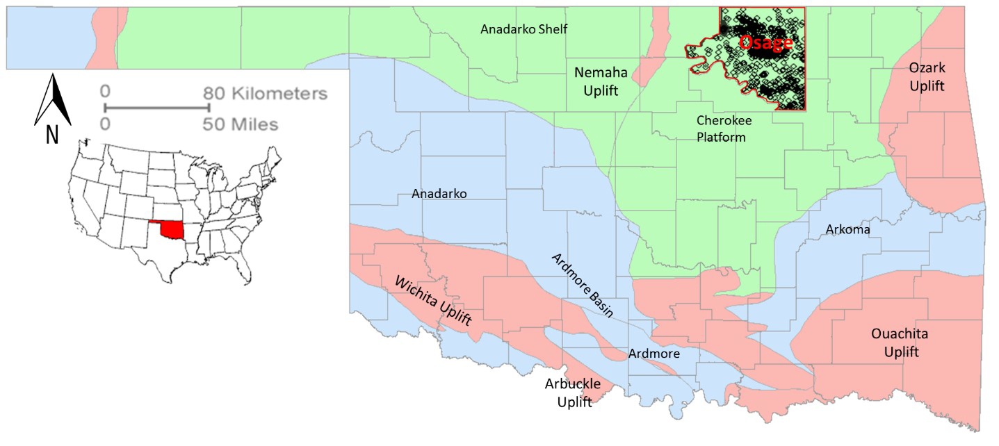 Anadarko Shelf
Osage
Nemaha
Uplift
Ozark
Uplift
0
80 Kilometers
0
50 Miles
N
Cherokee
Platform
Anadarko
Arkoma
Ardmore Basin
Wichita Uplift
Ouachita
Uplift
Ardmore
Arbuckle
Uplift